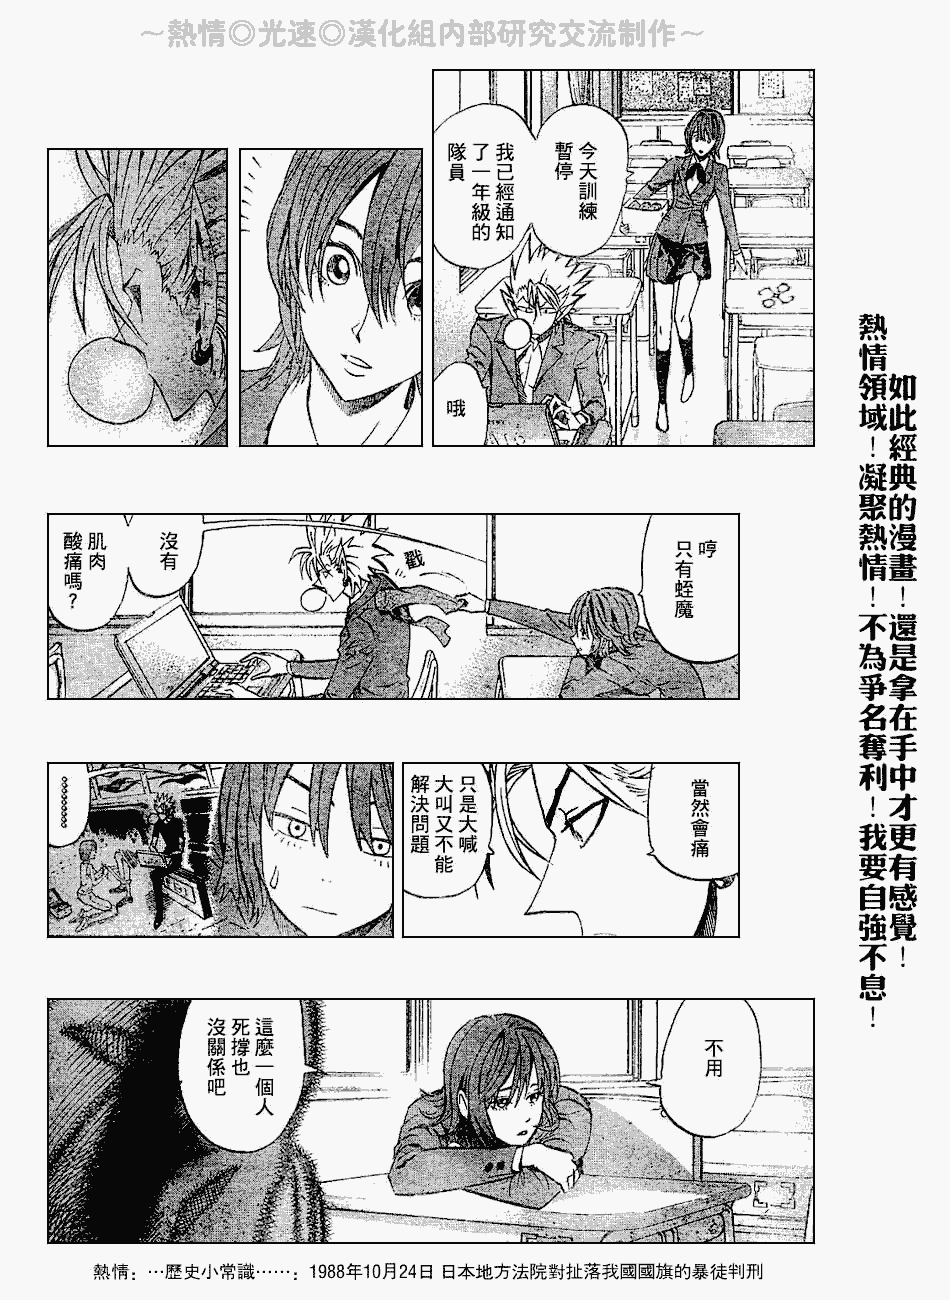 ～熱情◎光速◎漢化組內部研究交流制作～
今天訓練
暫停
我已經通知
了一年級的
隊員
哦
哼
只有蛭魔
戳
沒有
肌肉
酸痛嗎？
當然會痛
只是大喊
大叫又不能
解決問題
………
不用
這麼一個人
死撐也
沒關係吧
如此經典的漫畫！還是拿在手中才更有感覺！
熱情領域！凝聚熱情！不為爭名奪利！我要自強不息！
熱情：…歷史小常識……：1988年10月24日 日本地方法院對扯落我國國旗的暴徒判刑